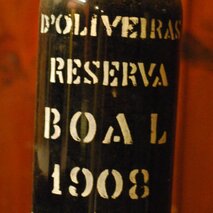 D'OLIVEIRAS
RESERVA
BOAL
1908